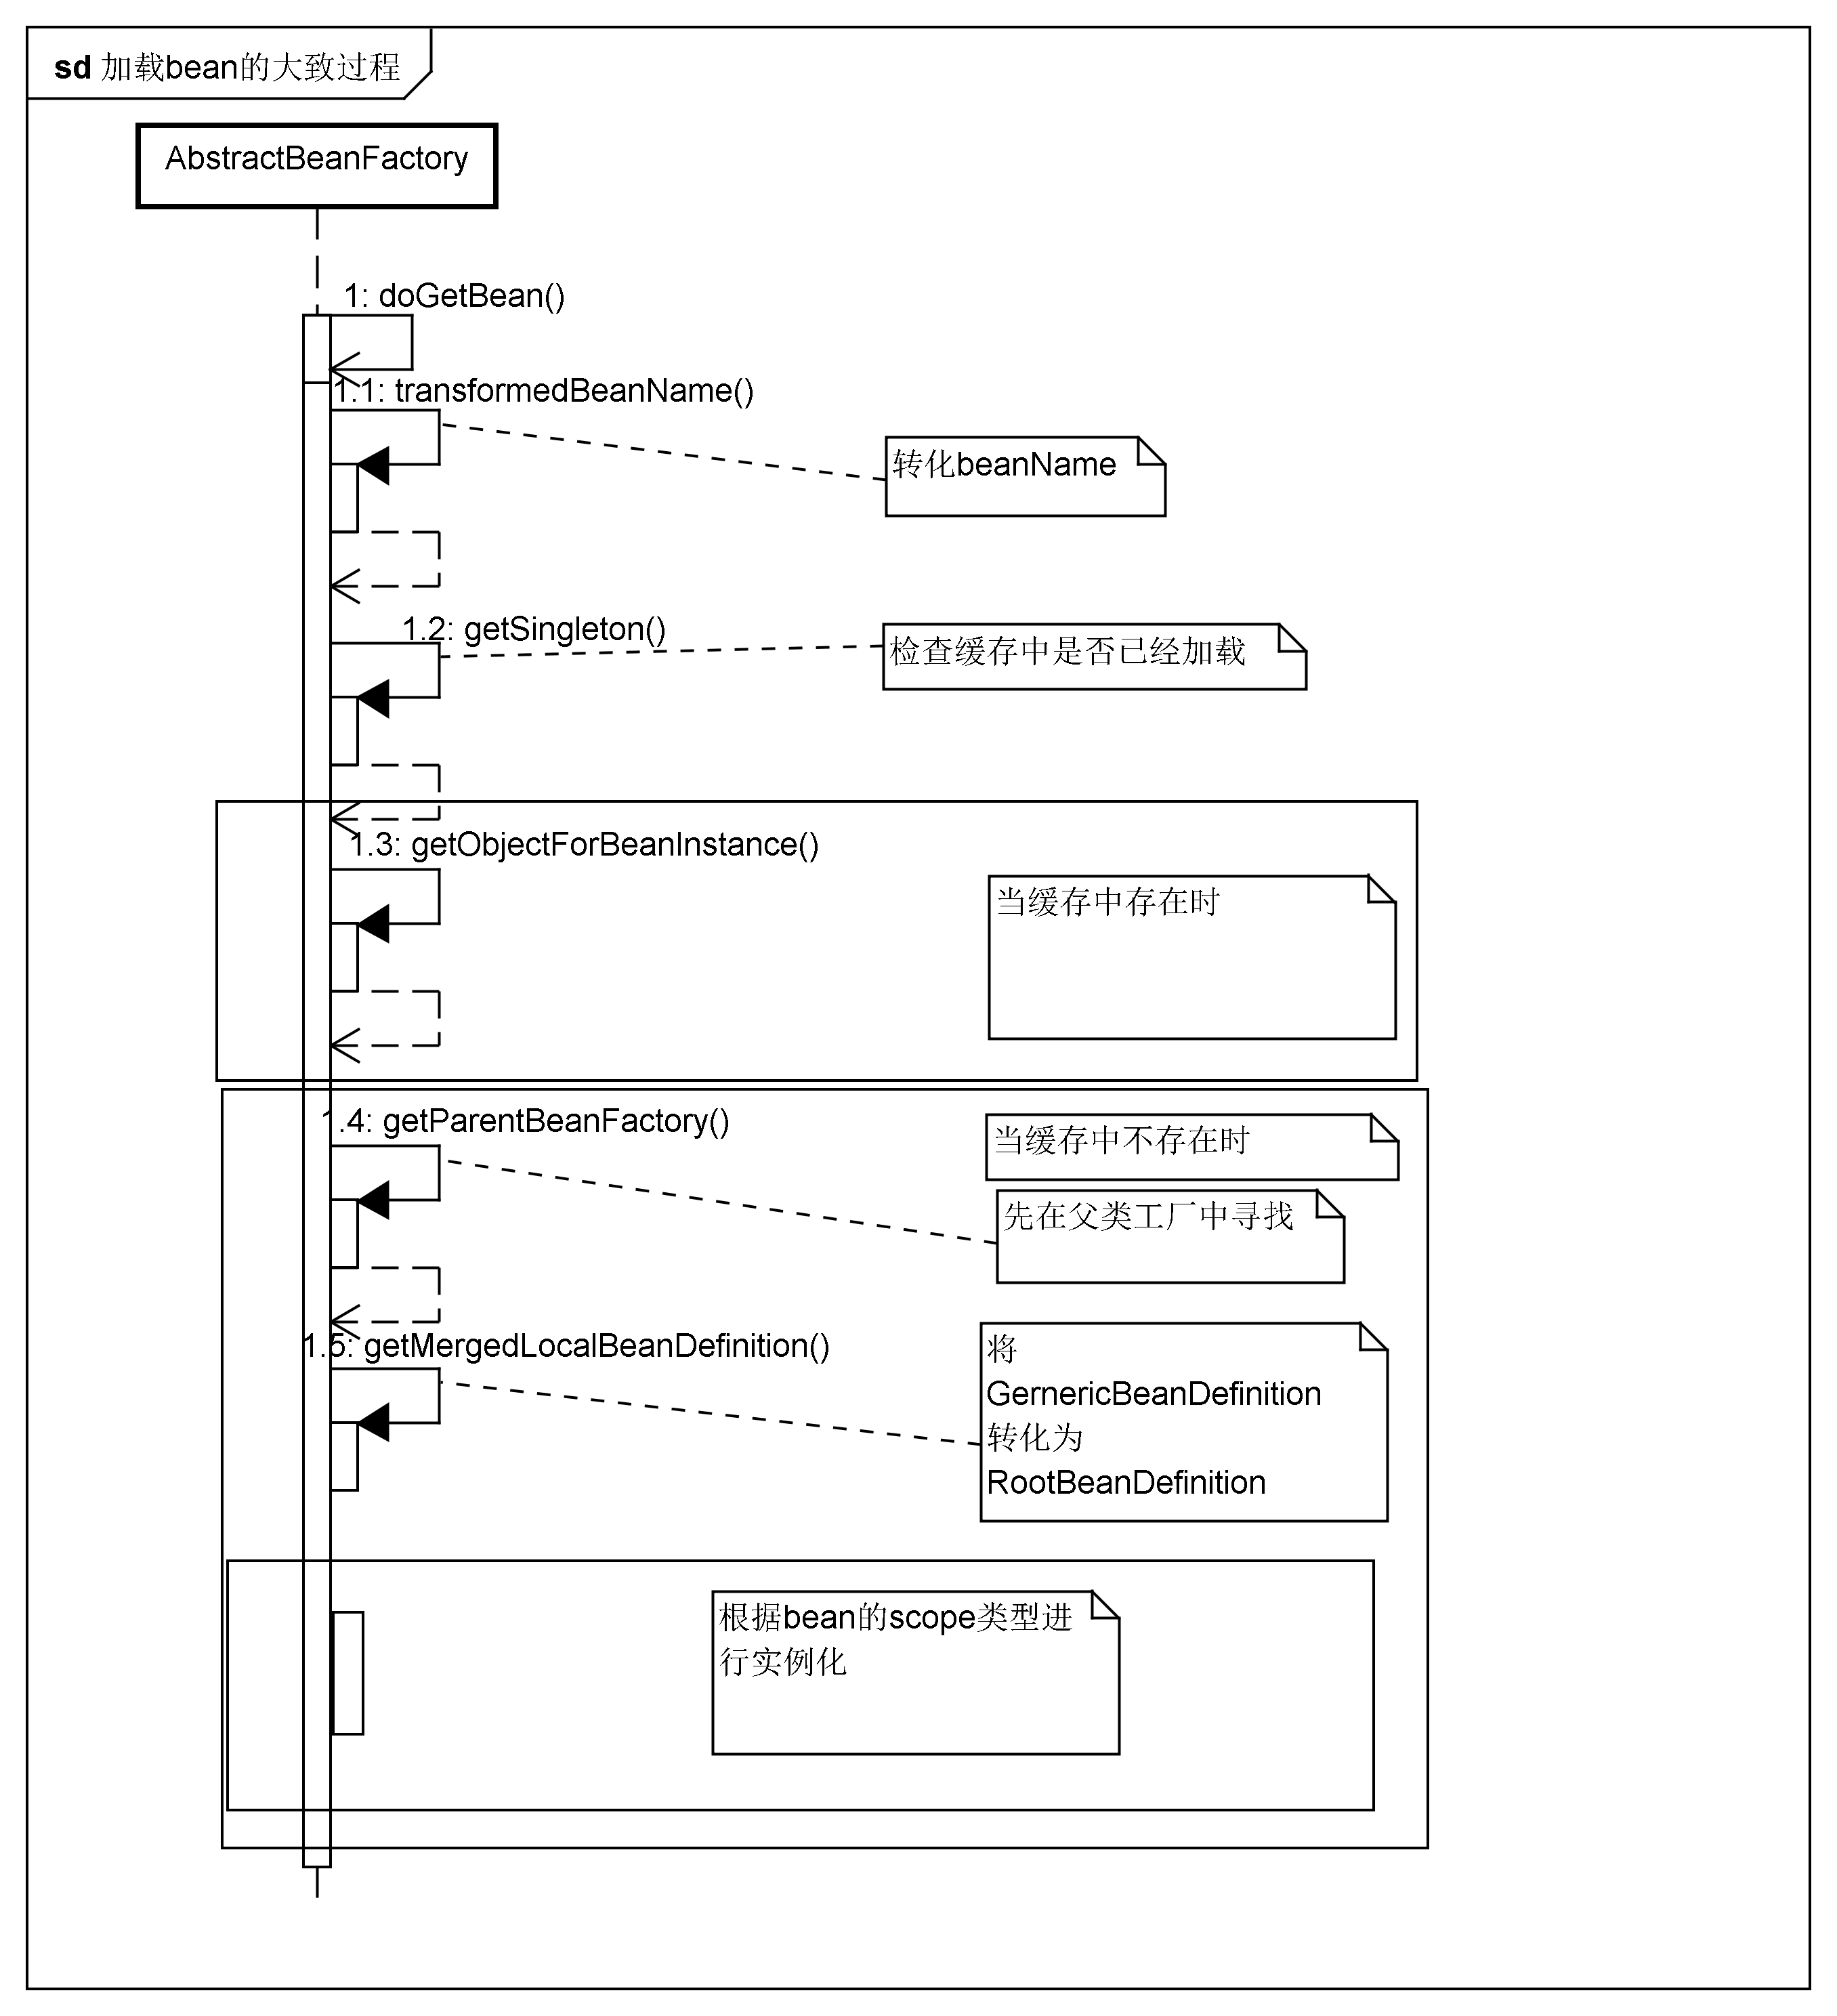 sd 加载bean的大致过程
AbstractBeanFactory
1: doGetBean()
1.1: transformedBeanName()
转化beanName
1.2: getSingleton()
检查缓存中是否已经加载
1.3: getObjectForBeanInstance()
当缓存中存在时
1.4: getParentBeanFactory()
当缓存中不存在时
先在父类工厂中寻找
1.5: getMergedLocalBeanDefinition()
将
GernericBeanDefinition
转化为
RootBeanDefinition
根据bean的scope类型进
行实例化